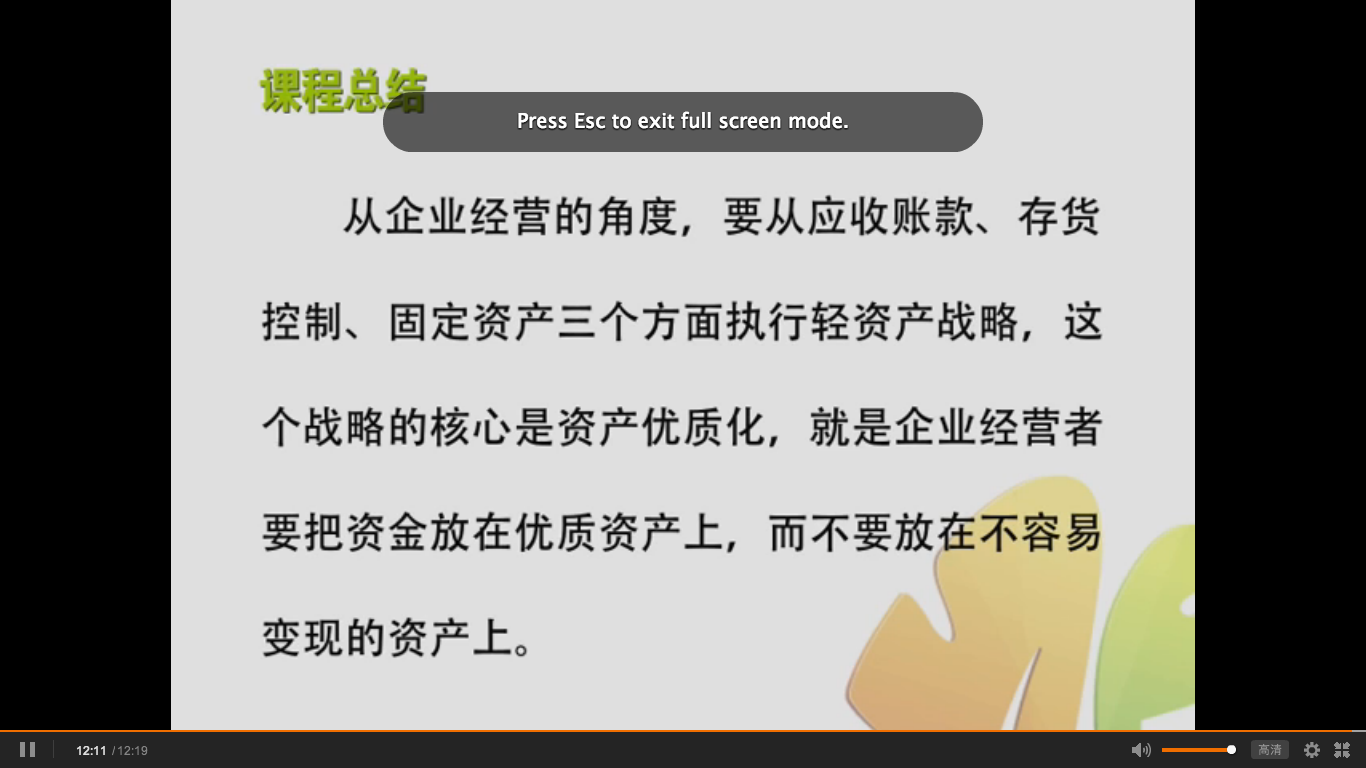 课程总结
Press Esc to exit full screen mode.
从企业经营的角度，要从应收账款、存货
控制、固定资产三个方面执行轻资产战略，这
个战略的核心是资产优质化，就是企业经营者
要把资金放在优质资产上，而不要放在不容易
变现的资产上。
12:11 / 12:19
高清